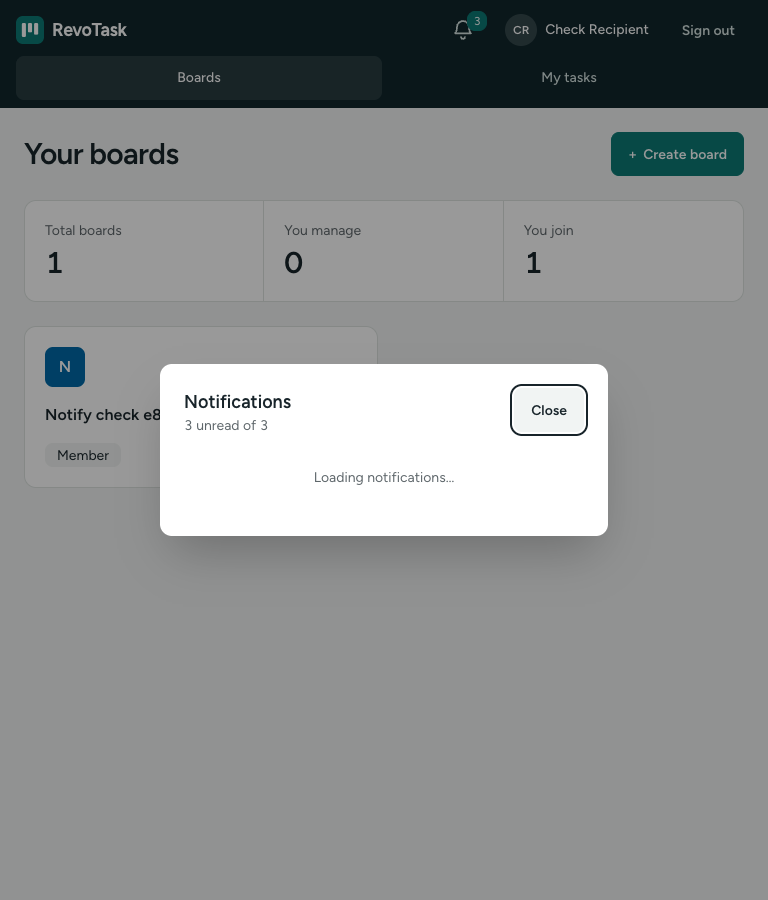 RevoTask
3
CR
Check Recipient
Sign out
Boards
My tasks
Your boards
+ Create board
Total boards
1
You manage
0
You join
1
N
Notify check e8
Member
Notifications
3 unread of 3
Close
Loading notifications...